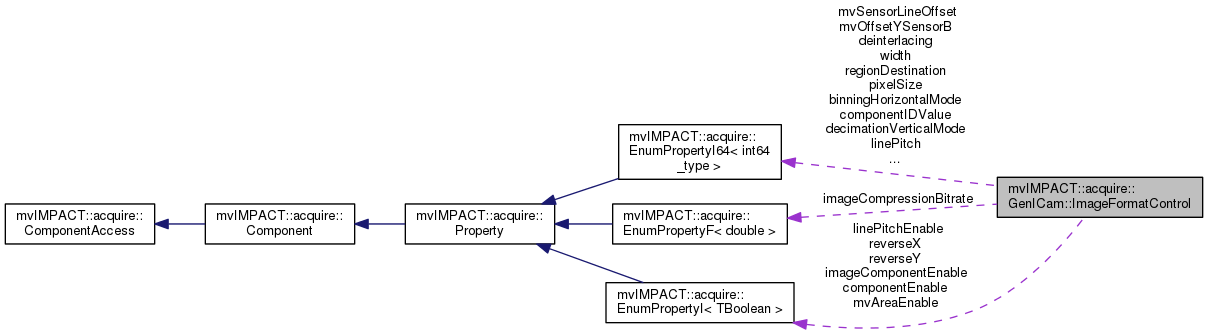 mvSensorLineOffset
mvOffsetYSensorB
deinterlacing
width
regionDestination
pixelSize
binningHorizontalMode
componentIDValue
decimationVerticalMode
linePitch
...
mvIMPACT::acquire::
EnumPropertyI64< int64
_type >
mvIMPACT::acquire::
GenICam::ImageFormatControl
imageCompressionBitrate
mvIMPACT::acquire::
ComponentAccess
mvIMPACT::acquire::
Component
mvIMPACT::acquire::
Property
mvIMPACT::acquire::
EnumPropertyF< double >
linePitchEnable
reverseX
reverseY
imageComponentEnable
componentEnable
mvAreaEnable
mvIMPACT::acquire::
EnumPropertyI< TBoolean >